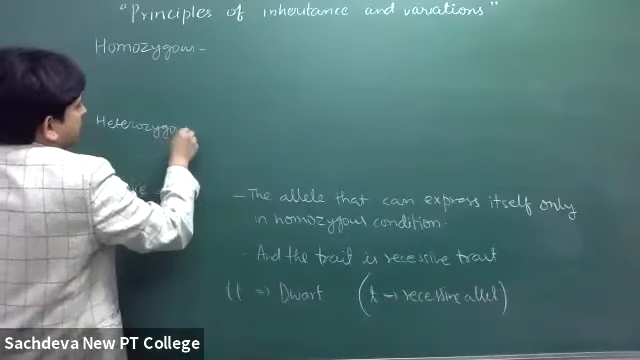 "Principles of inheritance and variations"
Homozygous -
Heterozygo
- The allele that can express itself only
in homozygous condition.
- And the trait is recessive trait
tt => Dwarf (t → recessive allel)
Sachdeva New PT College